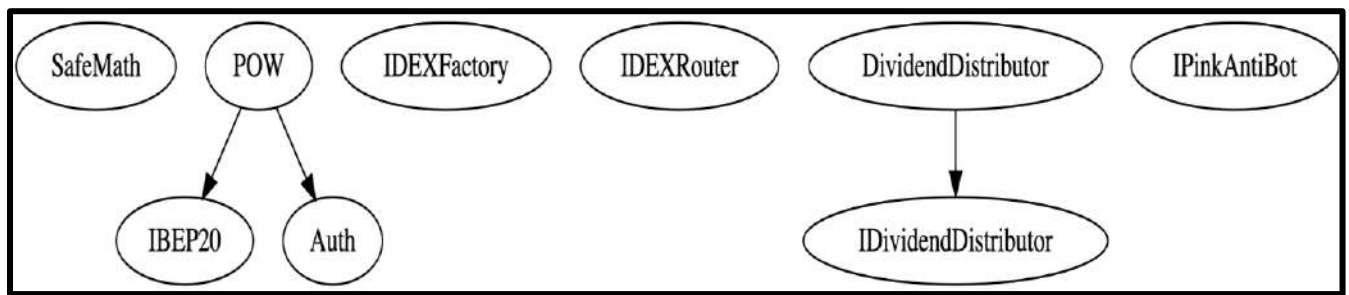 SafeMath
POW
IDEXFactory
IDEXRouter
DividendDistributor
IPinkAntiBot
IBEP20
Auth
IDividendDistributor